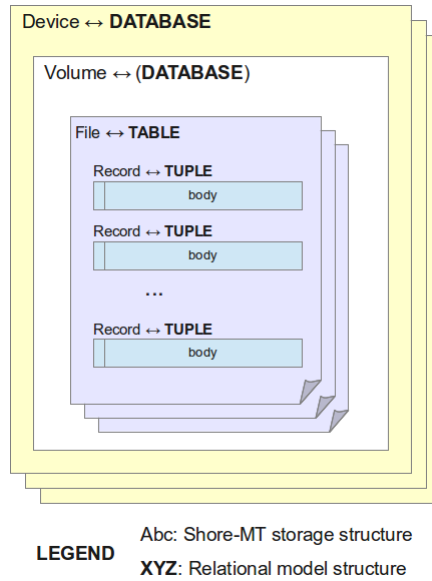 Device ↔ DATABASE
Volume ↔ (DATABASE)
File ↔ TABLE
Record ↔ TUPLE
body
Record ↔ TUPLE
body
...
Record ↔ TUPLE
body
LEGEND
Abc: Shore-MT storage structure
XYZ: Relational model structure